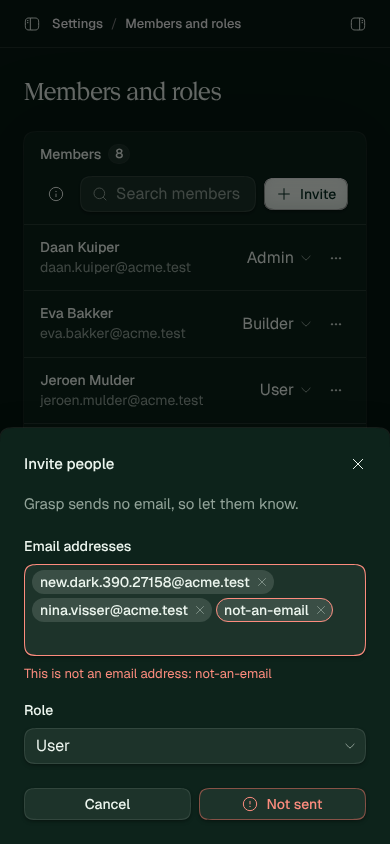 Settings / Members and roles
Members and roles
Members 8
Search members
Invite
Daan Kuiper
daan.kuiper@acme.test
Admin
Eva Bakker
eva.bakker@acme.test
Builder
Jeroen Mulder
jeroen.mulder@acme.test
User
Invite people
Grasp sends no email, so let them know.
Email addresses
new.dark.390.27158@acme.test
nina.visser@acme.test
not-an-email
This is not an email address: not-an-email
Role
User
Cancel
Not sent